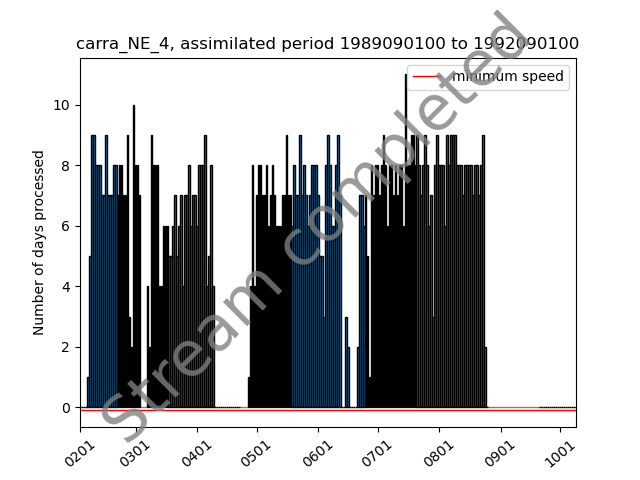 carra_NE_4, assimilated period 1989090100 to 1992090100
minimum speed
Number of days processed
10
8
6
4
2
0
0201 0301 0401 0501 0601 0701 0801 0901 1001
Stream completed